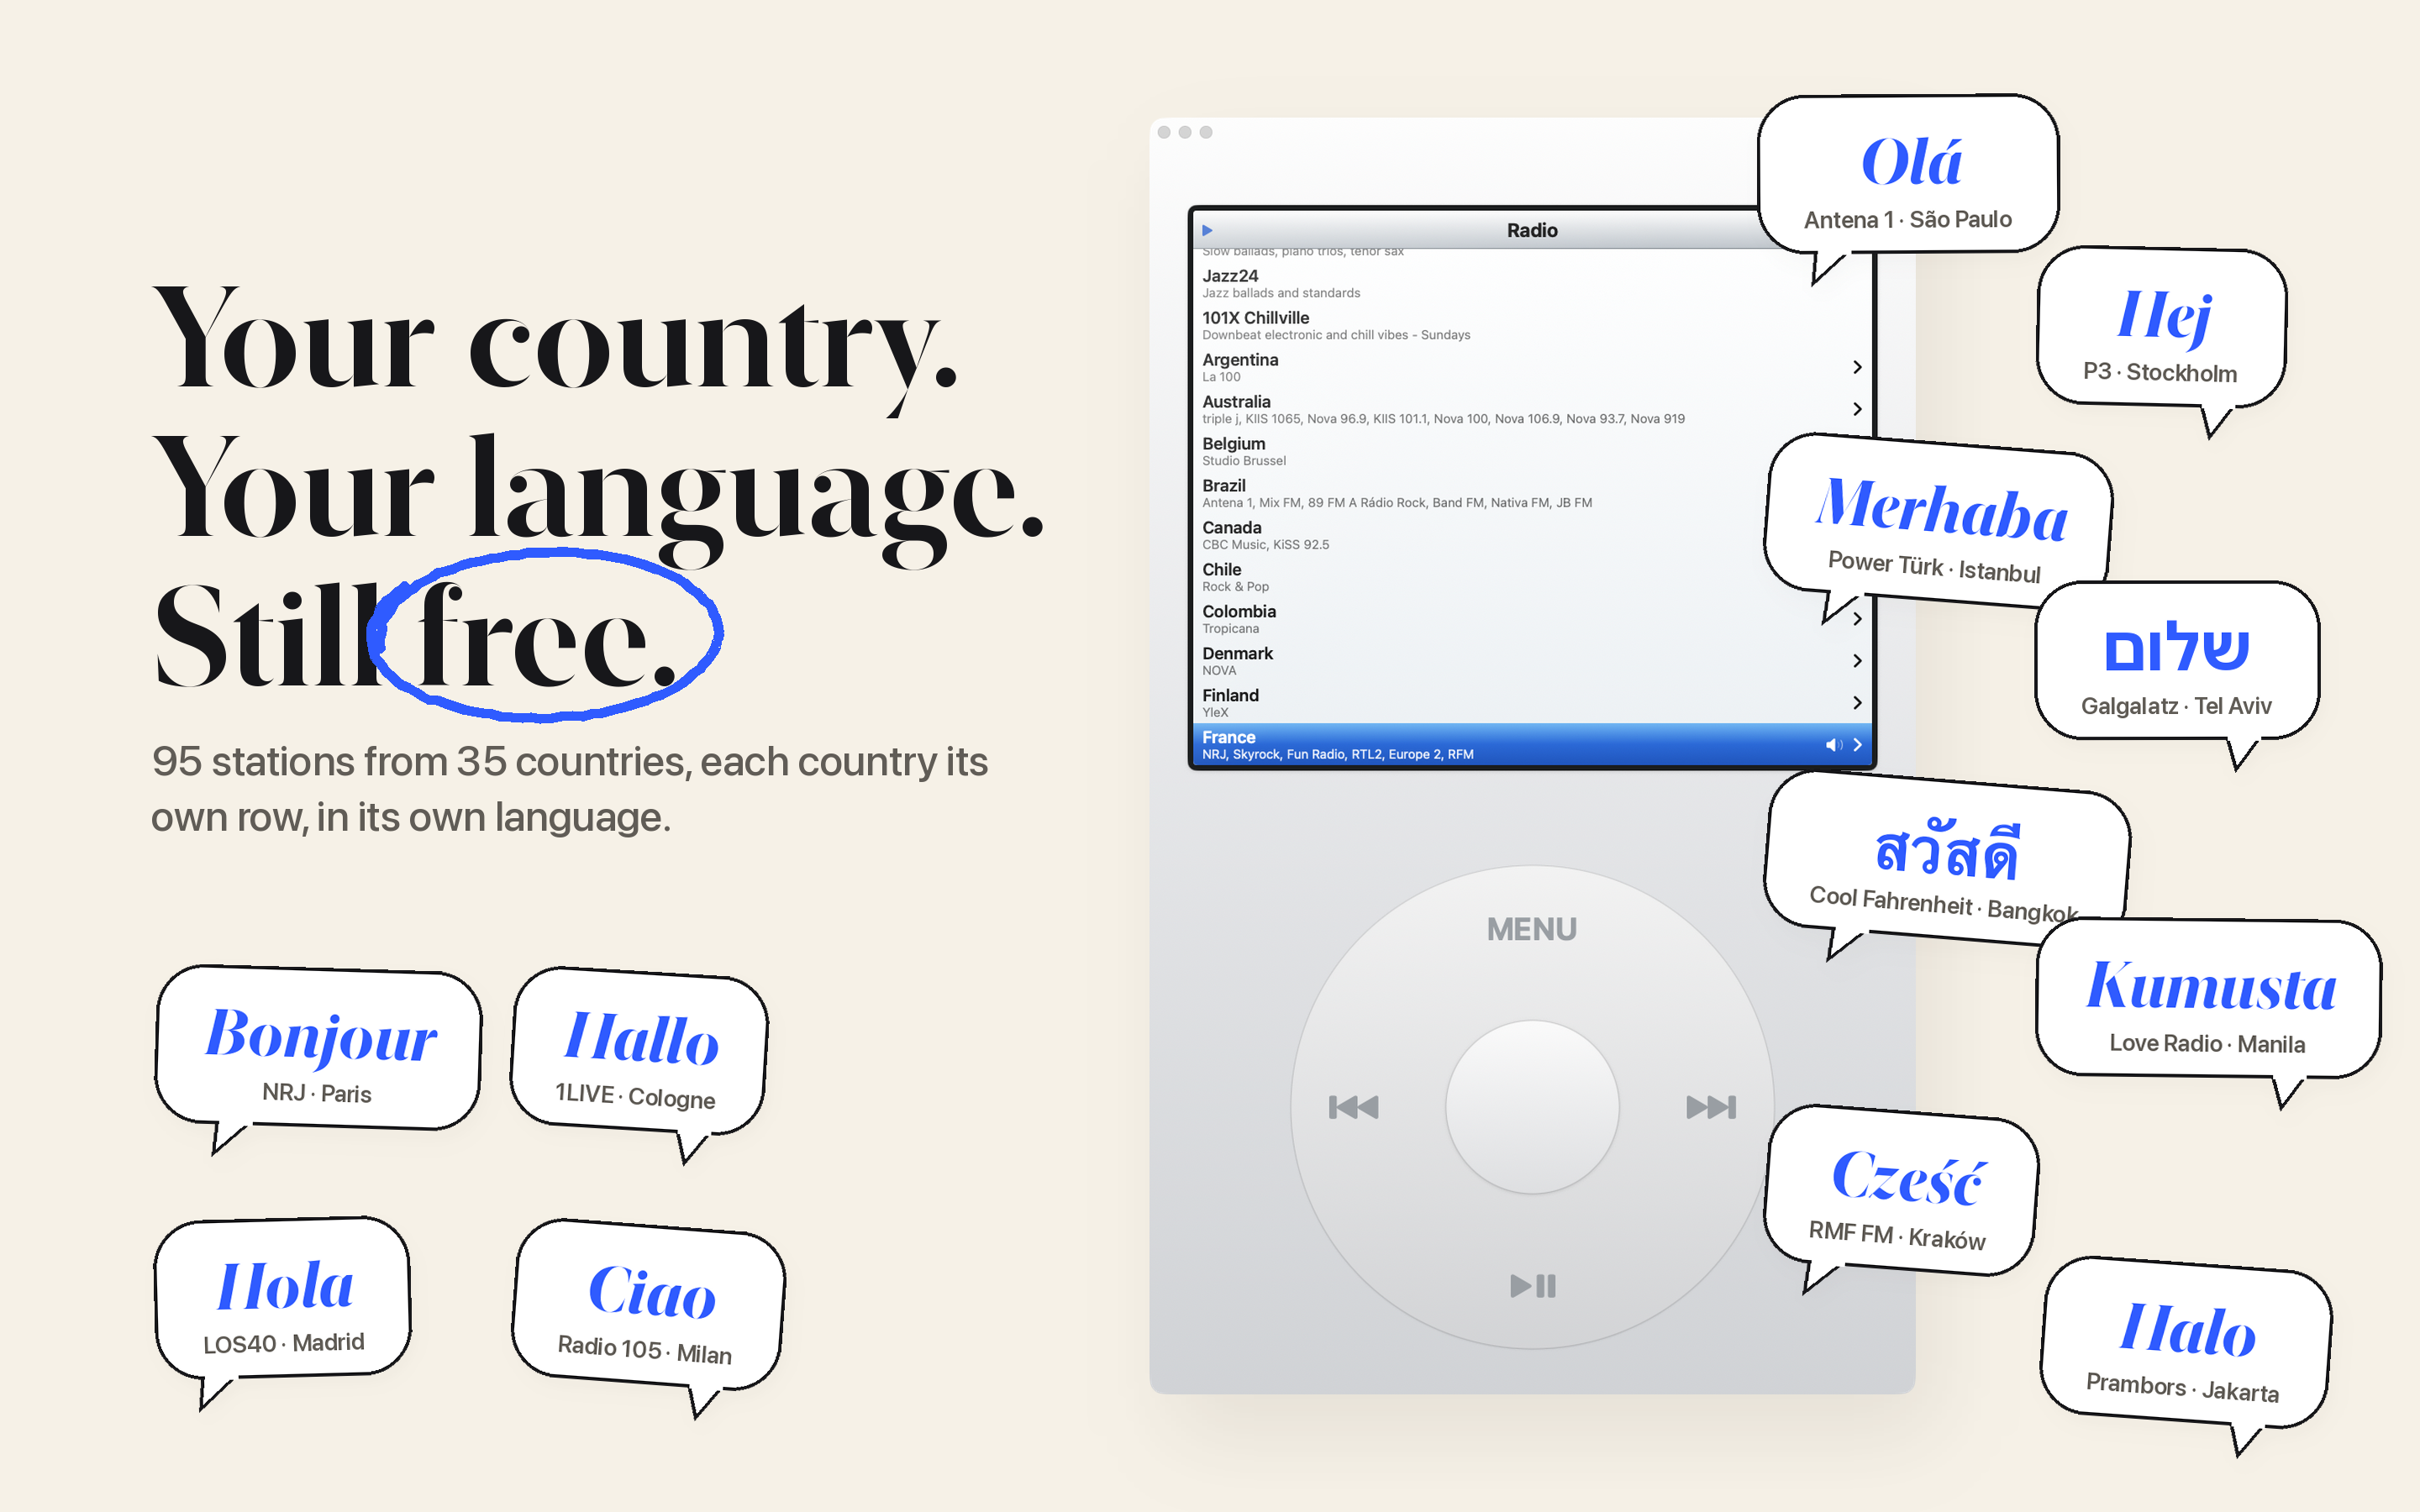 Your country.
Your language.
Still free.
95 stations from 35 countries, each country its
own row, in its own language.
Bonjour
NRJ · Paris
Hallo
1LIVE · Cologne
Hola
LOS40 · Madrid
Ciao
Radio 105 · Milan
Radio
Slow ballads, piano trios, tenor sax
Jazz24
Jazz ballads and standards
101X Chillville
Downbeat electronic and chill vibes - Sundays
Argentina
La 100
Australia
triple j, KIIS 1065, Nova 96.9, KIIS 101.1, Nova 100, Nova 106.9, Nova 93.7, Nova 919
Belgium
Studio Brussel
Brazil
Antena 1, Mix FM, 89 FM A Rádio Rock, Band FM, Nativa FM, JB FM
Canada
CBC Music, KiSS 92.5
Chile
Rock & Pop
Colombia
Tropicana
Denmark
NOVA
Finland
YleX
France
NRJ, Skyrock, Fun Radio, RTL2, Europe 2, RFM
MENU
Olá
Antena 1 · São Paulo
Hej
P3 · Stockholm
Merhaba
Power Türk · Istanbul
שלום
Galgalatz · Tel Aviv
สวัสดี
Cool Fahrenheit · Bangkok
Kumusta
Love Radio · Manila
Cześć
RMF FM · Kraków
Halo
Prambors · Jakarta